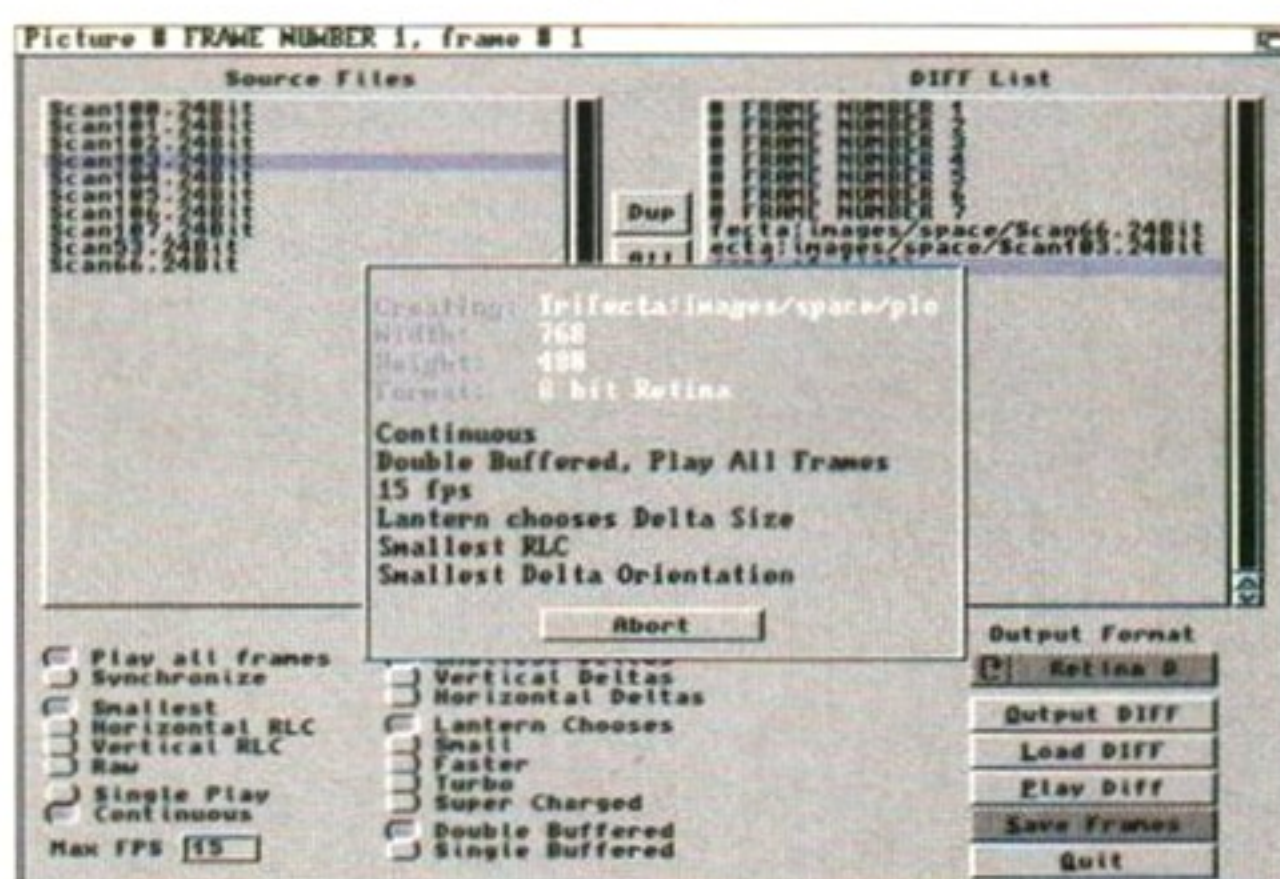 Picture # FRAME NUMBER 1, frame # 1
Source Files
DIFF List
Scan100.24Bit
Scan101.24Bit
Scan102.24Bit
Scan103.24Bit
Scan104.24Bit
Scan105.24Bit
Scan106.24Bit
Scan107.24Bit
Scan66.24Bit
Dup
All
# FRAME NUMBER 1
# FRAME NUMBER 2
# FRAME NUMBER 3
# FRAME NUMBER 4
# FRAME NUMBER 5
# FRAME NUMBER 6
# FRAME NUMBER 7
fecta:images/space/Scan66.24Bit
ecta:images/space/Scan103.24Bit
Creating: Trifecta:images/space/plo
Width: 768
Height: 480
Format: 8 bit Retina
Continuous
Double Buffered, Play All Frames
15 fps
Lantern chooses Delta Size
Smallest RLC
Smallest Delta Orientation
Abort
Play all frames
Synchronize
Smallest
Horizontal RLC
Vertical RLC
Raw
Single Play
Continuous
Max FPS 15
Smallest Deltas
Vertical Deltas
Horizontal Deltas
Lantern Chooses
Small
Faster
Turbo
Super Charged
Double Buffered
Single Buffered
Output Format
Retina 8
Output DIFF
Load DIFF
Play Diff
Save Frames
Quit